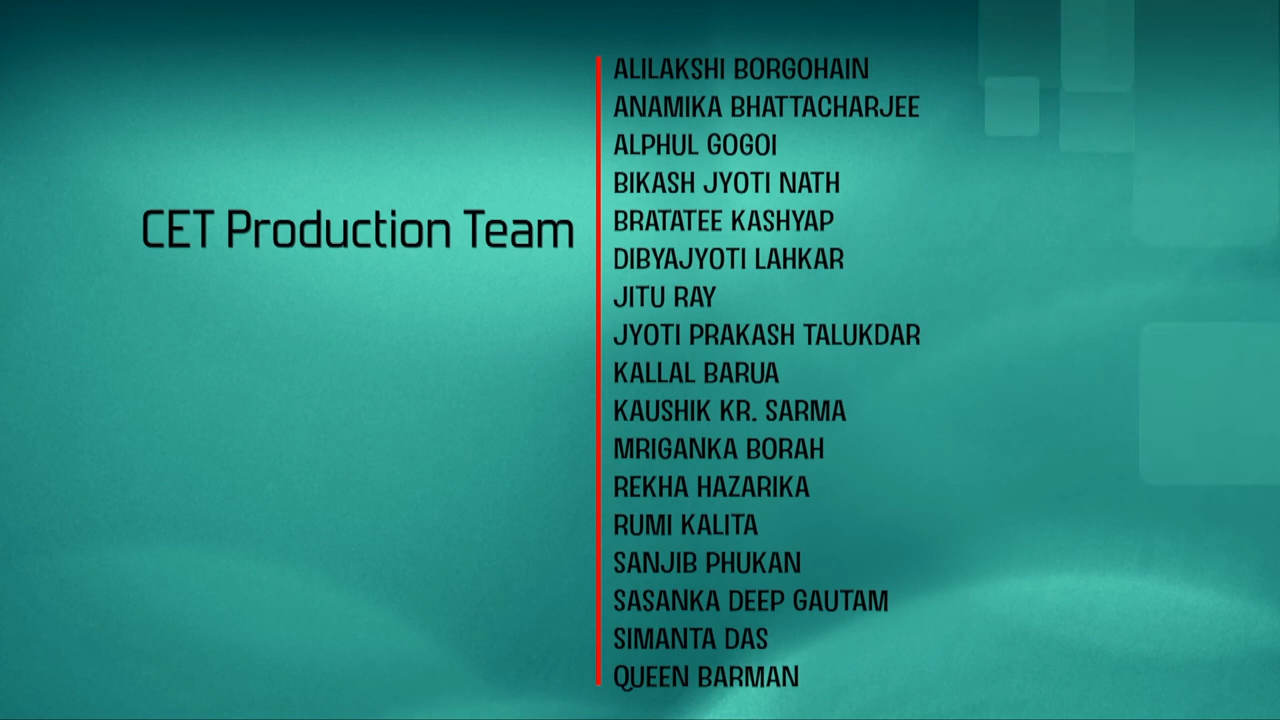 CET Production Team
ALILAKSHI BORGOHAIN
ANAMIKA BHATTACHARJEE
ALPHUL GOGOI
BIKASH JYOTI NATH
BRATATEE KASHYAP
DIBYAJYOTI LAHKAR
JITU RAY
JYOTI PRAKASH TALUKDAR
KALLAL BARUA
KAUSHIK KR. SARMA
MRIGANKA BORAH
REKHA HAZARIKA
RUMI KALITA
SANJIB PHUKAN
SASANKA DEEP GAUTAM
SIMANTA DAS
QUEEN BARMAN